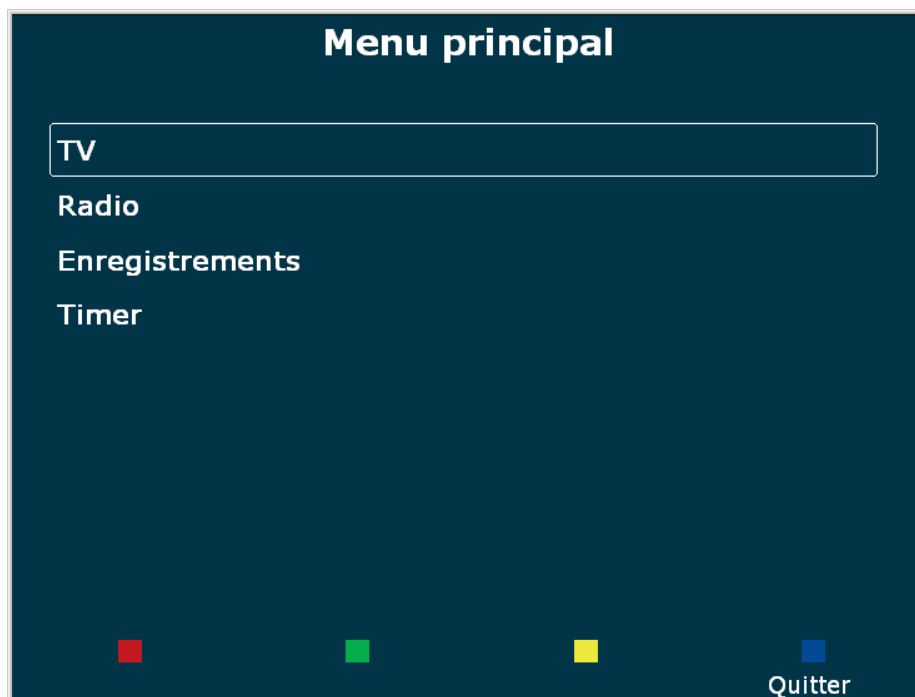 Menu principal
TV
Radio
Enregistrements
Timer
Quitter